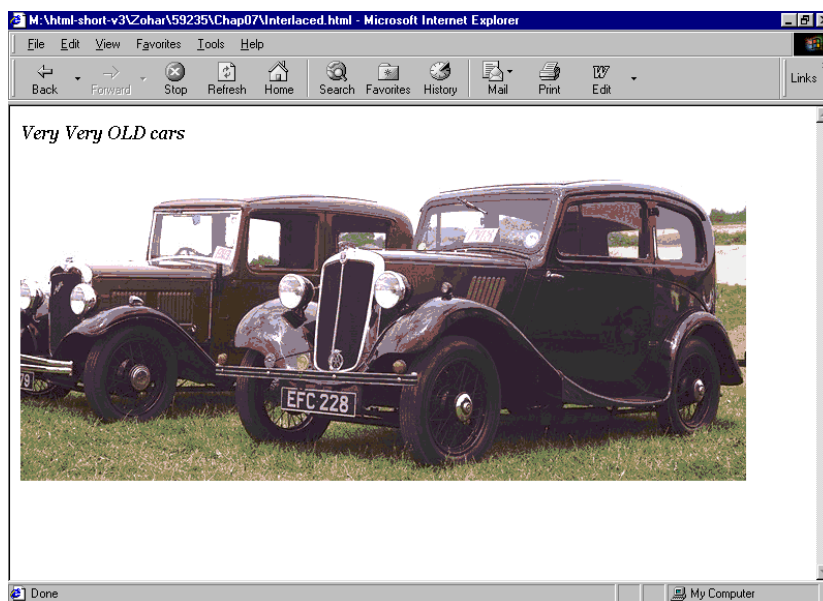 M:\html-short-v3\Zohar\59235\Chap07\Interlaced.html - Microsoft Internet Explorer
File Edit View Favorites Tools Help
Back Forward Stop Refresh Home Search Favorites History Mail Print Edit Links
Very Very OLD cars
EFC 228
Done My Computer